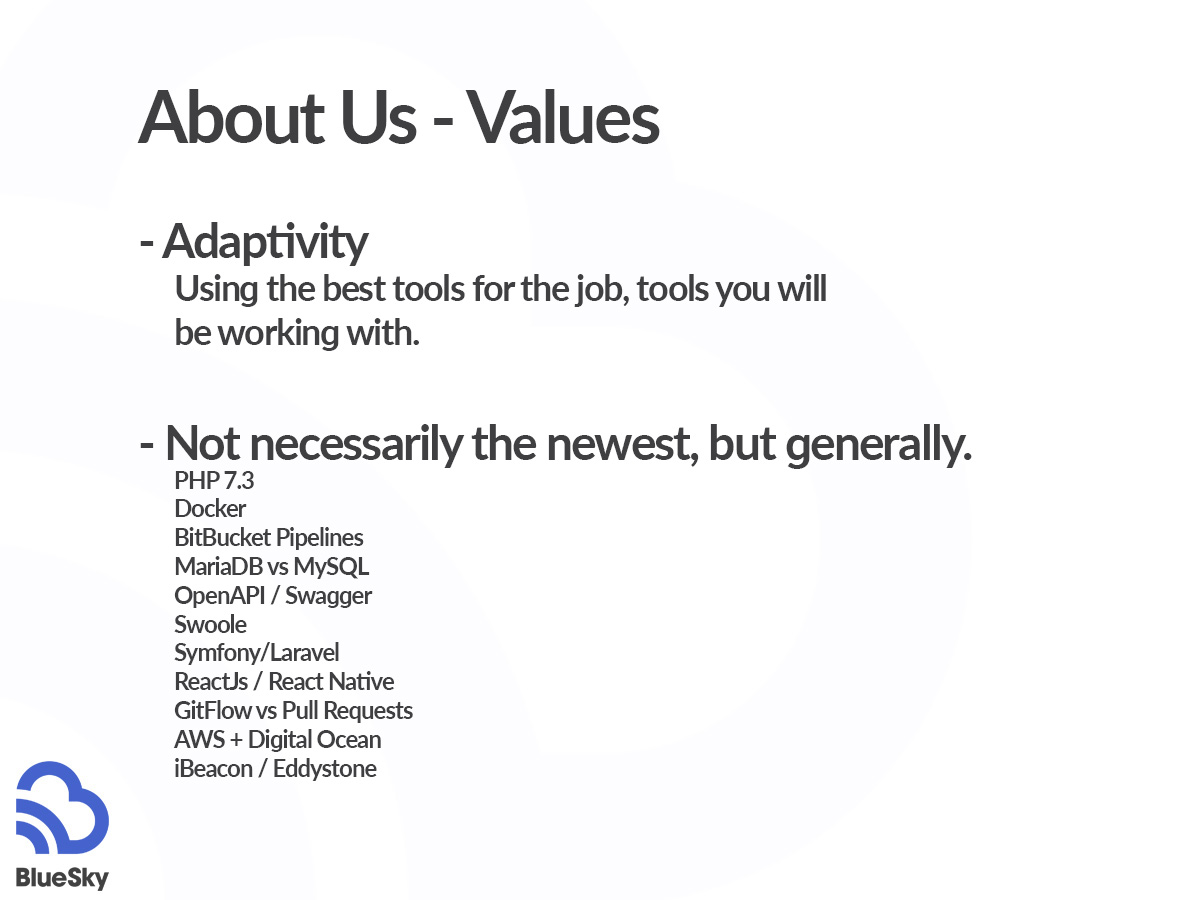 About Us - Values
- Adaptivity
Using the best tools for the job, tools you will
be working with.
- Not necessarily the newest, but generally.
PHP 7.3
Docker
BitBucket Pipelines
MariaDB vs MySQL
OpenAPI / Swagger
Swoole
Symfony/Laravel
ReactJs / React Native
GitFlow vs Pull Requests
AWS + Digital Ocean
iBeacon / Eddystone
BlueSky